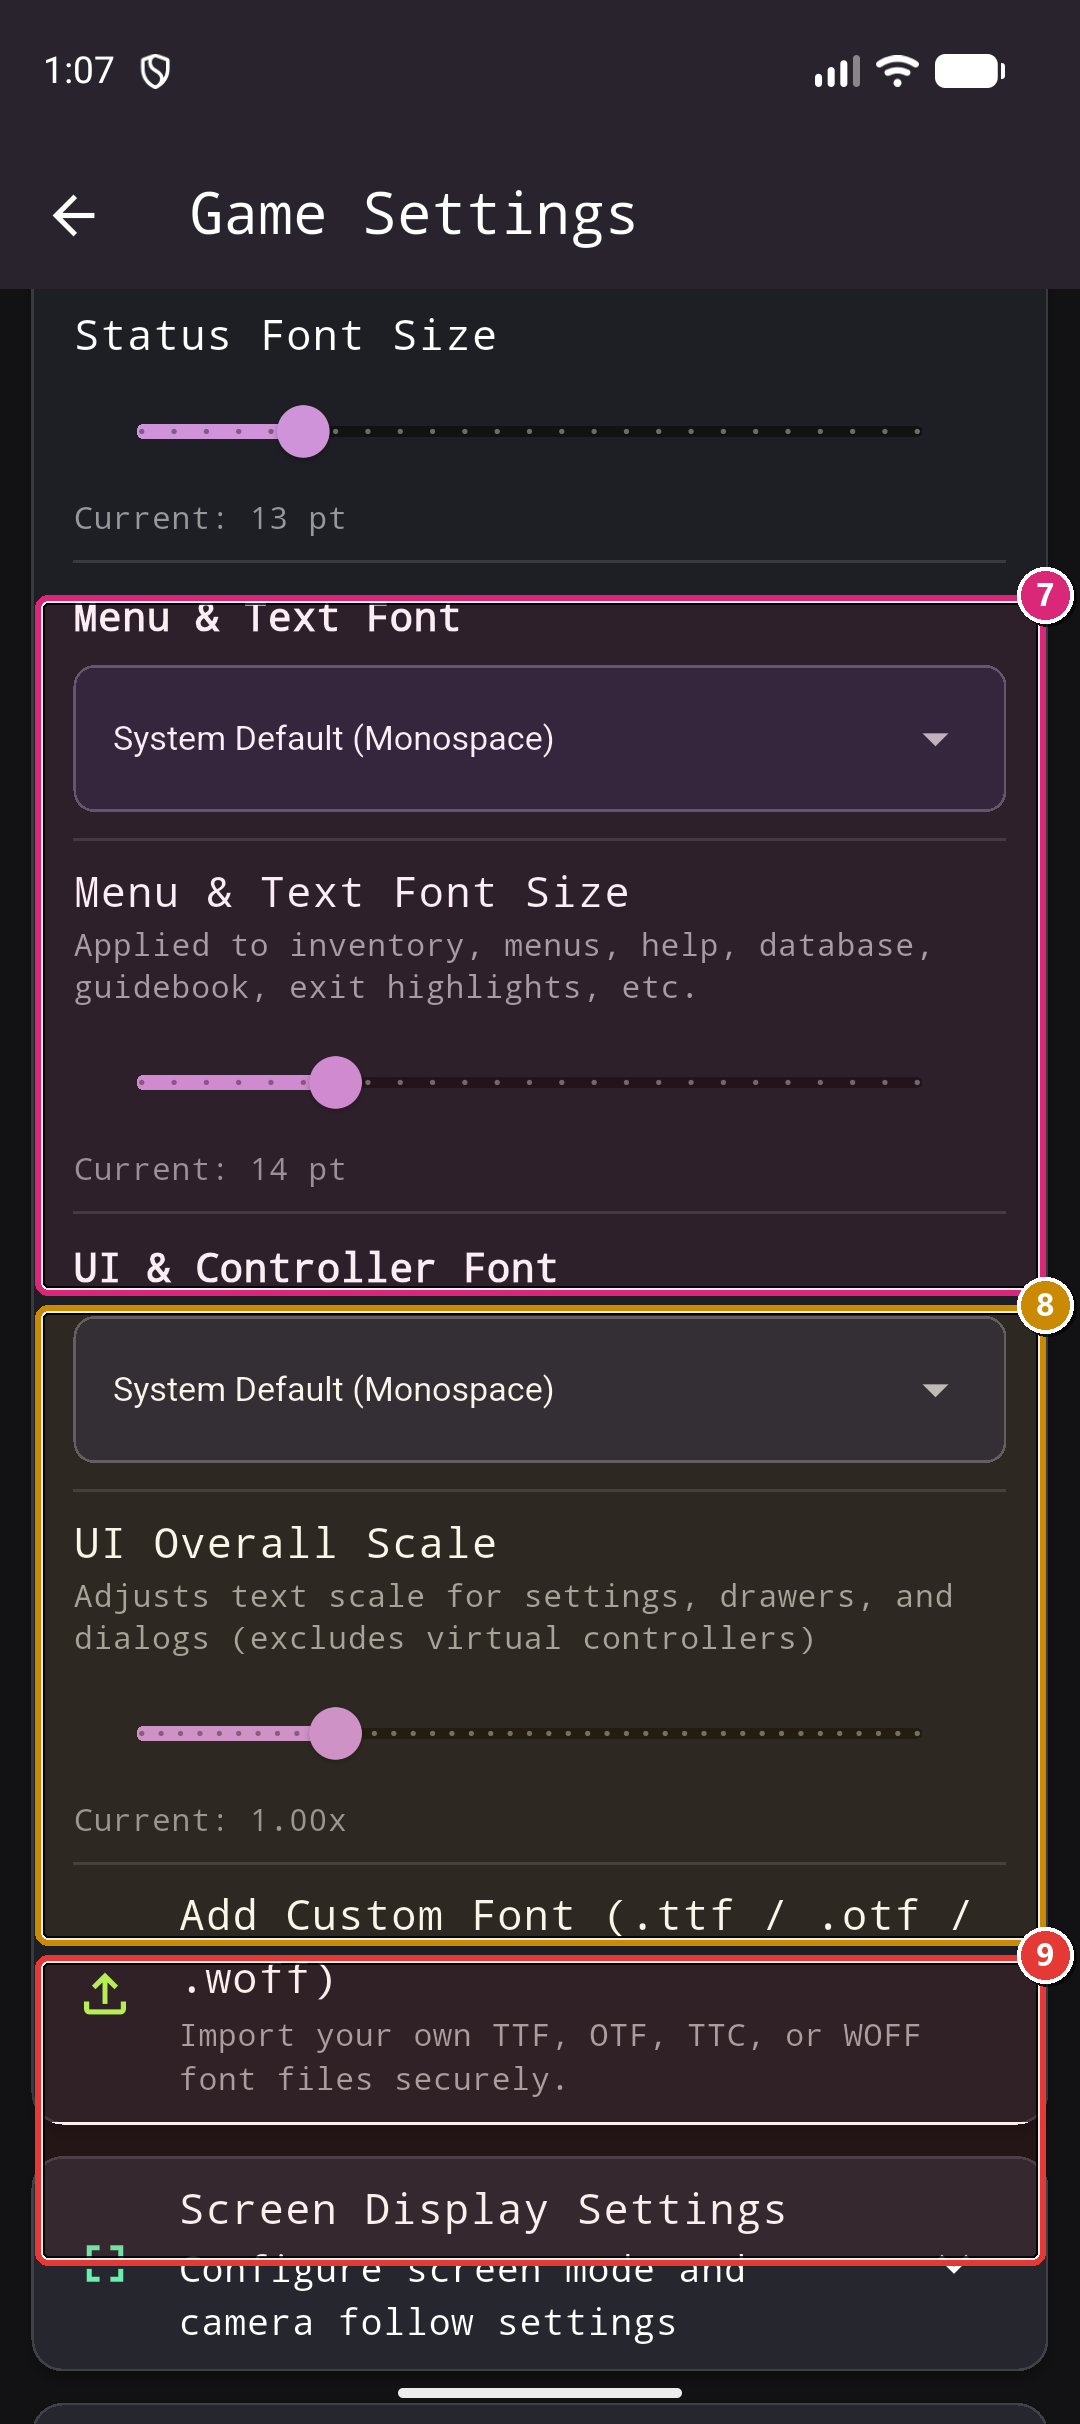 1:07
Game Settings
Status Font Size
Current: 13 pt
7
Menu & Text Font
System Default (Monospace)
Menu & Text Font Size
Applied to inventory, menus, help, database,
guidebook, exit highlights, etc.
Current: 14 pt
UI & Controller Font
8
System Default (Monospace)
UI Overall Scale
Adjusts text scale for settings, drawers, and
dialogs (excludes virtual controllers)
Current: 1.00x
Add Custom Font (.ttf / .otf /
9
.woff)
Import your own TTF, OTF, TTC, or WOFF
font files securely.
Screen Display Settings
Configure screen mode and
camera follow settings